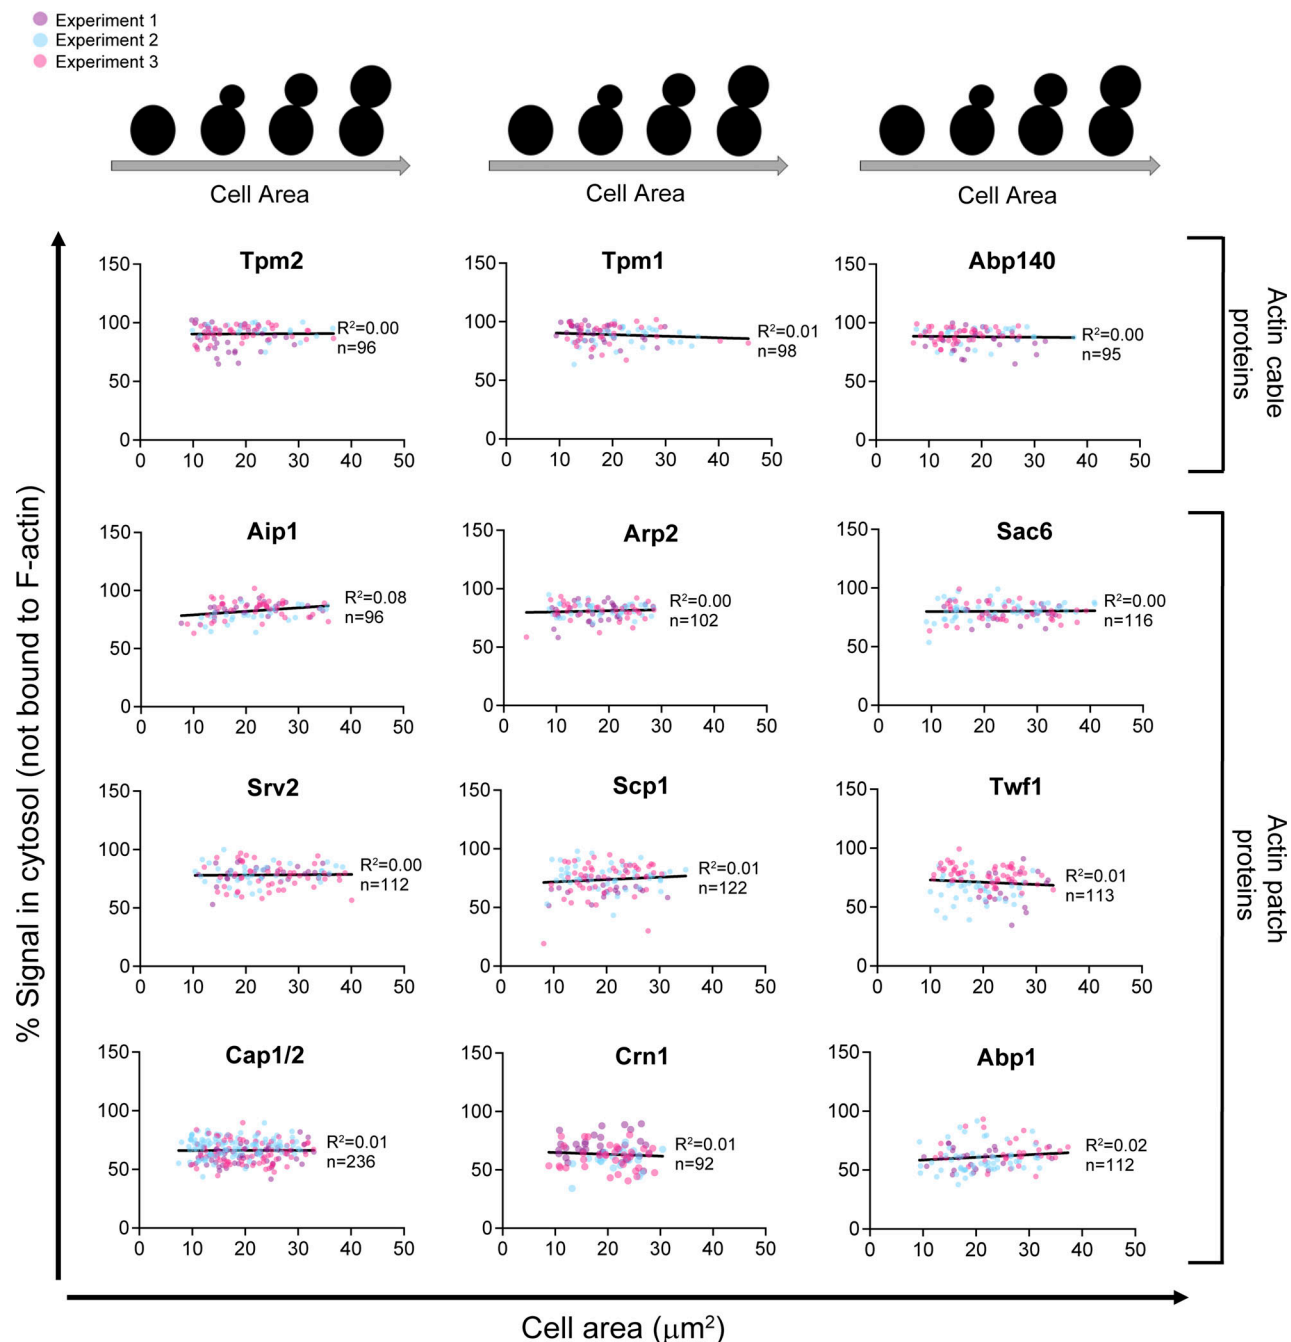 Experiment 1
Experiment 2
Experiment 3
Cell Area
Cell Area
Cell Area
% Signal in cytosol (not bound to F-actin)
Actin cable
proteins
Tpm2
150
100
50
0
0 10 20 30 40 50
R²=0.00
n=96
Tpm1
150
100
50
0
0 10 20 30 40 50
R²=0.01
n=98
Abp140
150
100
50
0
0 10 20 30 40 50
R²=0.00
n=95
Actin patch
proteins
Aip1
150
100
50
0
0 10 20 30 40 50
R²=0.08
n=96
Arp2
150
100
50
0
0 10 20 30 40 50
R²=0.00
n=102
Sac6
150
100
50
0
0 10 20 30 40 50
R²=0.00
n=116
Srv2
150
100
50
0
0 10 20 30 40 50
R²=0.00
n=112
Scp1
150
100
50
0
0 10 20 30 40 50
R²=0.01
n=122
Twf1
150
100
50
0
0 10 20 30 40 50
R²=0.01
n=113
Cap1/2
150
100
50
0
0 10 20 30 40 50
R²=0.01
n=236
Crn1
150
100
50
0
0 10 20 30 40 50
R²=0.01
n=92
Abp1
150
100
50
0
0 10 20 30 40 50
R²=0.02
n=112
Cell area (μm²)